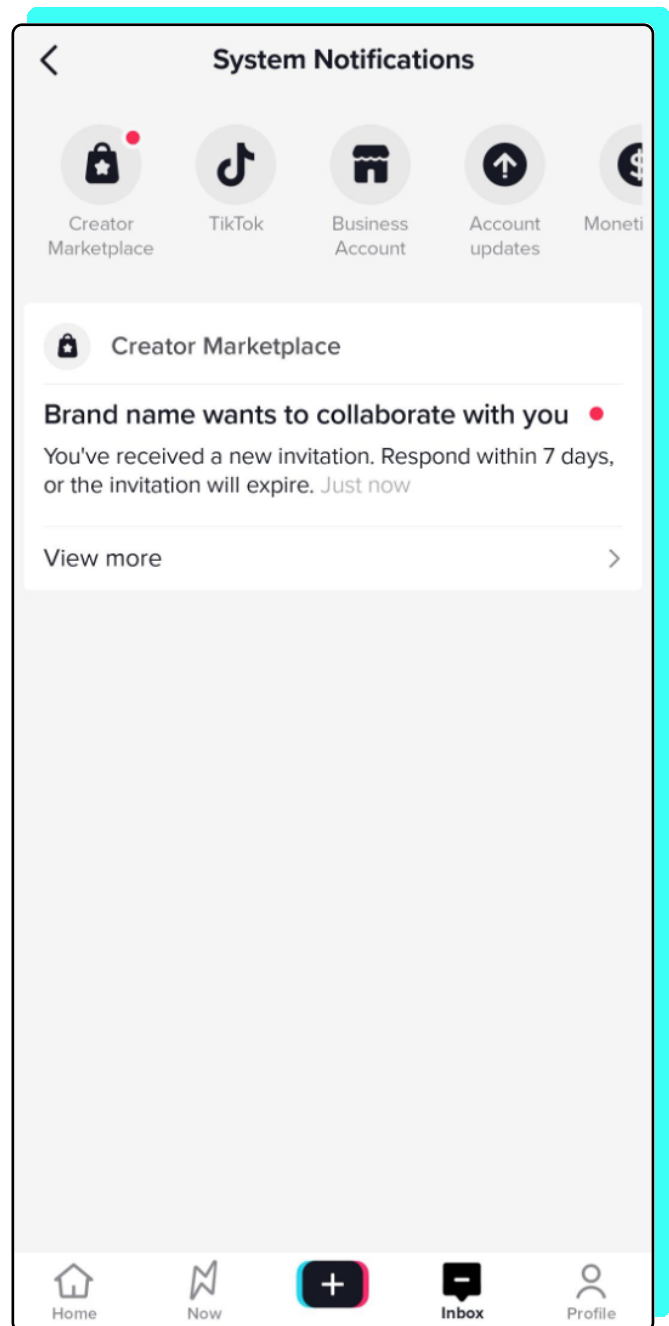 System Notifications
Creator
Marketplace
TikTok
Business
Account
Account
updates
Moneti
Creator Marketplace
Brand name wants to collaborate with you
You've received a new invitation. Respond within 7 days,
or the invitation will expire. Just now
View more
Home
Now
Inbox
Profile